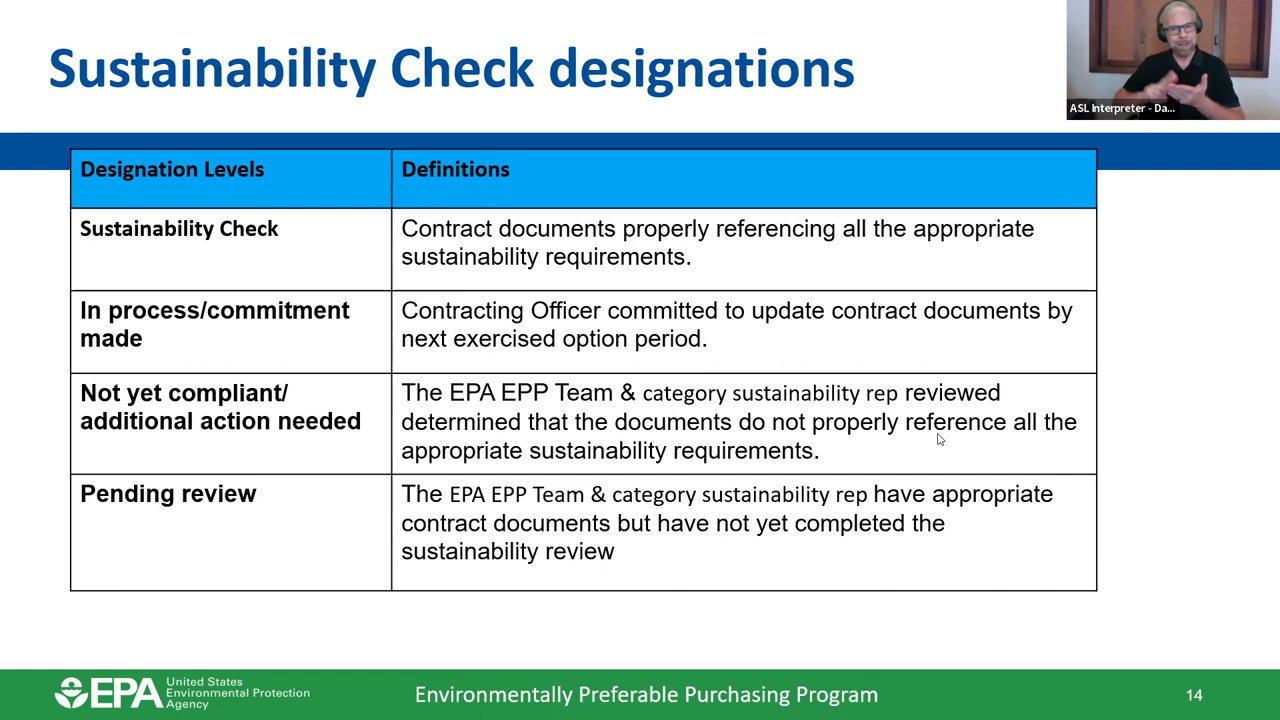 Sustainability Check designations
ASL Interpreter - Da...
Designation Levels
Definitions
Sustainability Check
Contract documents properly referencing all the appropriate
sustainability requirements.
In process/commitment
made
Contracting Officer committed to update contract documents by
next exercised option period.
Not yet compliant/
additional action needed
The EPA EPP Team & category sustainability rep reviewed
determined that the documents do not properly reference all the
appropriate sustainability requirements.
Pending review
The EPA EPP Team & category sustainability rep have appropriate
contract documents but have not yet completed the
sustainability review
EPA
United States
Environmental Protection
Agency
Environmentally Preferable Purchasing Program
14